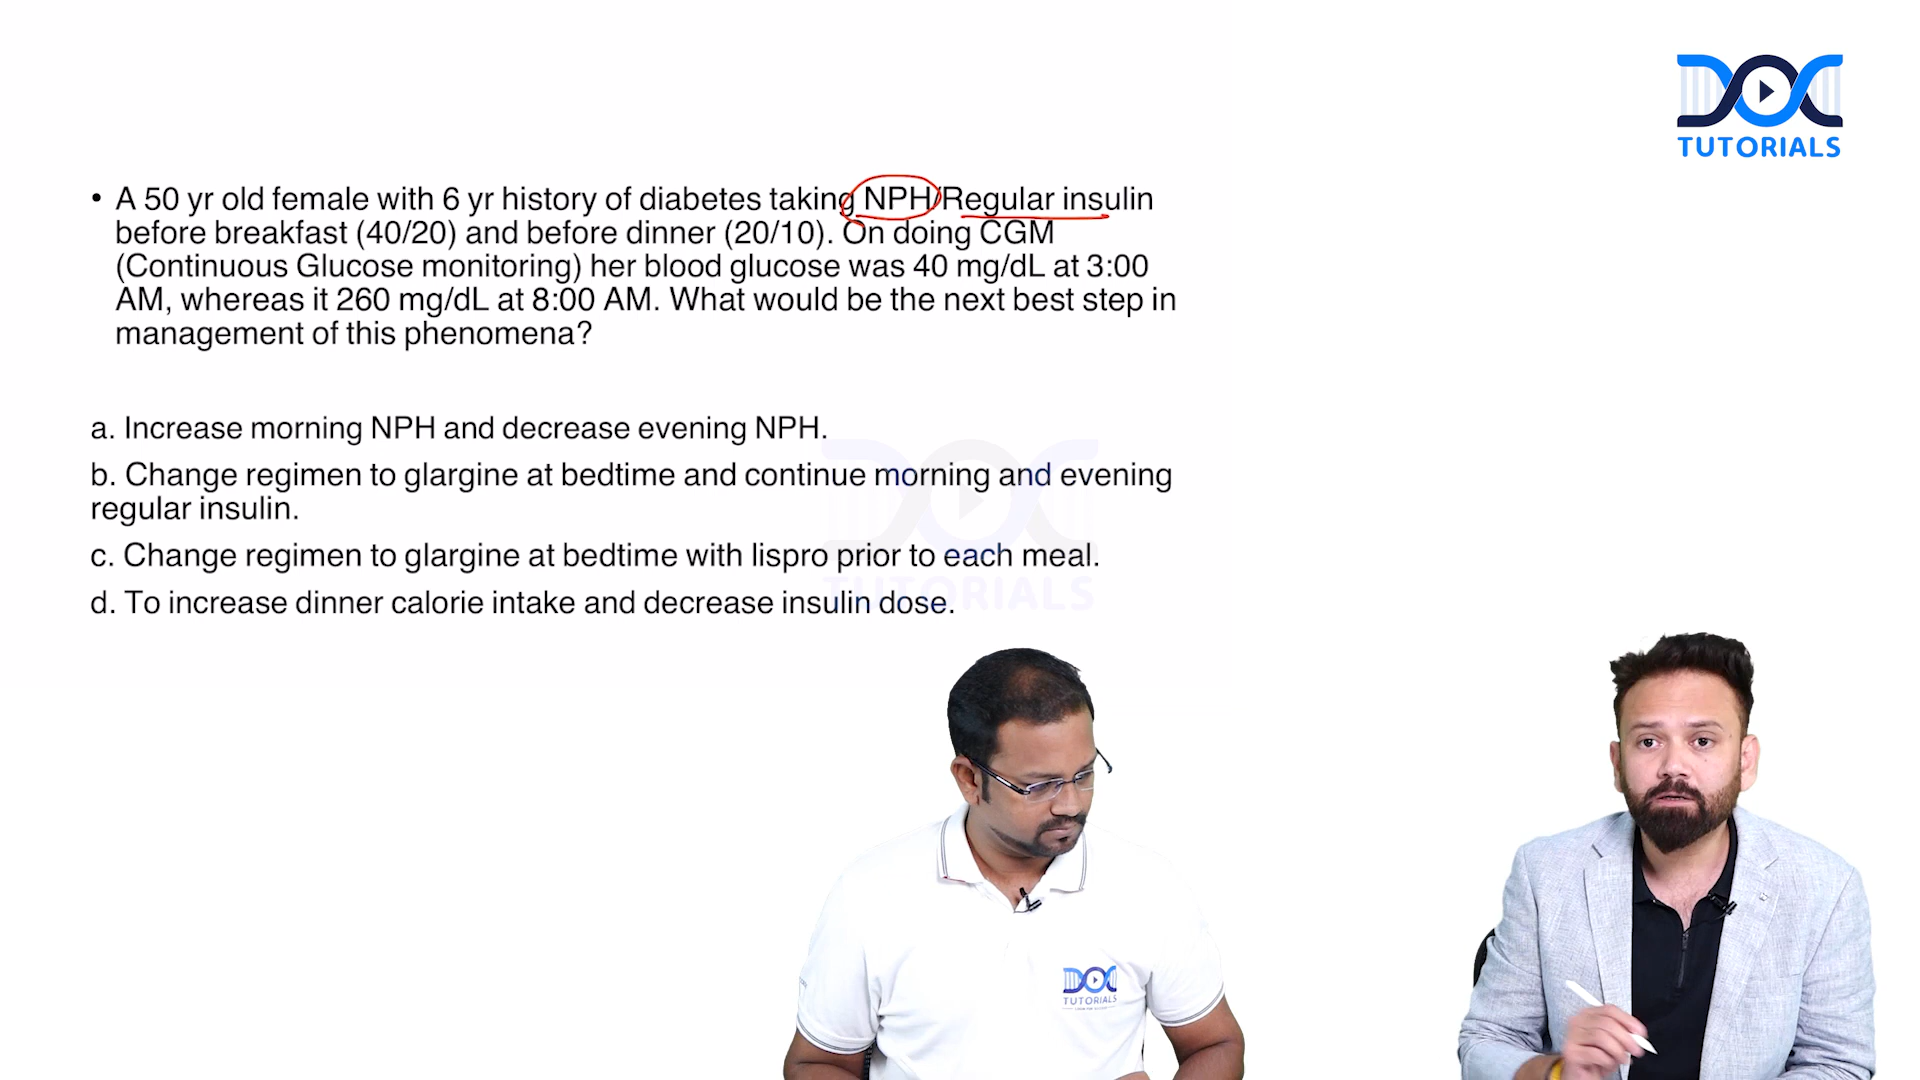 DOC
TUTORIALS
• A 50 yr old female with 6 yr history of diabetes taking NPH/Regular insulin
before breakfast (40/20) and before dinner (20/10). On doing CGM
(Continuous Glucose monitoring) her blood glucose was 40 mg/dL at 3:00
AM, whereas it 260 mg/dL at 8:00 AM. What would be the next best step in
management of this phenomena?
a. Increase morning NPH and decrease evening NPH.
b. Change regimen to glargine at bedtime and continue morning and evening
regular insulin.
c. Change regimen to glargine at bedtime with lispro prior to each meal.
d. To increase dinner calorie intake and decrease insulin dose.
DOC
TUTORIALS
DOC
TUTORIALS